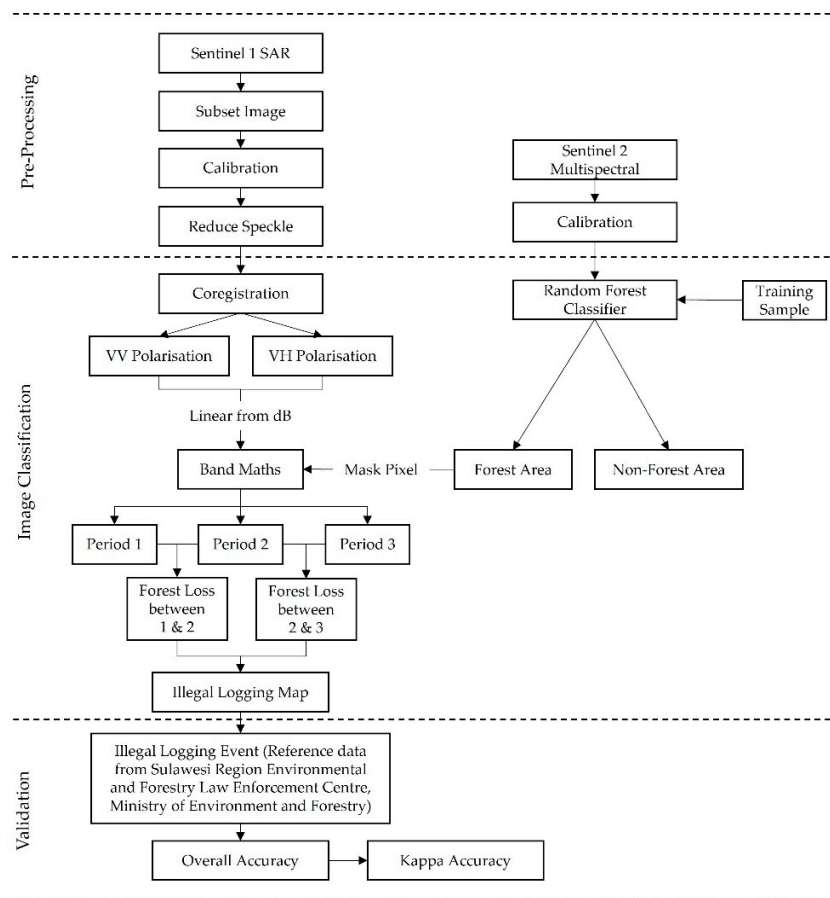 Pre-Processing
Sentinel 1 SAR
Subset Image
Calibration
Reduce Speckle
Sentinel 2
Multispectral
Calibration
Image Classification
Coregistration
Random Forest
Classifier
Training
Sample
VV Polarisation
VH Polarisation
Linear from dB
Band Maths
Mask Pixel
Forest Area
Non-Forest Area
Period 1
Period 2
Period 3
Forest Loss
between
1 & 2
Forest Loss
between
2 & 3
Illegal Logging Map
Validation
Illegal Logging Event (Reference data
from Sulawesi Region Environmental
and Forestry Law Enforcement Centre,
Ministry of Environment and Forestry)
Overall Accuracy
Kappa Accuracy